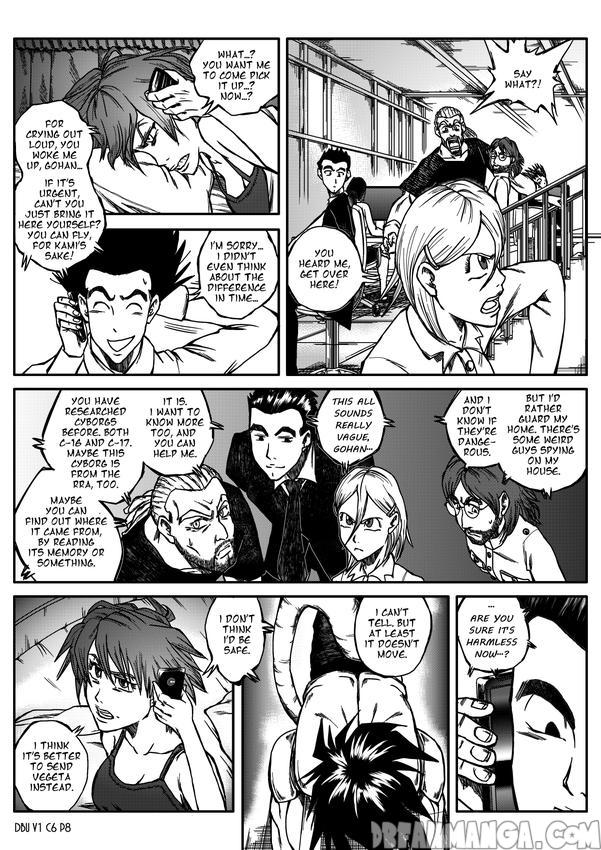 SAY
WHAT?!
YOU
HEARD ME,
GET OVER
HERE!
WHAT...?
YOU WANT ME
TO COME PICK
IT UP...?
NOW...?
FOR
CRYING OUT
LOUD, YOU
WOKE ME
UP, GOHAN...
IF IT'S
URGENT,
CAN'T YOU
JUST BRING IT
HERE YOURSELF?
YOU CAN FLY,
FOR KAMI'S
SAKE!
I'M SORRY...
I DIDN'T
EVEN THINK
ABOUT THE
DIFFERENCE
IN TIME...
BUT I'D
RATHER
GUARD MY
HOME. THERE'S
SOME WEIRD
GUYS SPYING
ON MY
HOUSE.
AND I
DON'T
KNOW IF
THEY'RE
DANGE-
ROUS.
THIS ALL
SOUNDS
REALLY
VAGUE,
GOHAN...
IT IS.
I WANT TO
KNOW MORE
TOO, AND
YOU CAN
HELP ME.
YOU HAVE
RESEARCHED
CYBORGS
BEFORE. BOTH
C-16 AND C-17.
MAYBE THIS
CYBORG IS
FROM THE
RRA, TOO.
MAYBE
YOU CAN
FIND OUT WHERE
IT CAME FROM,
BY READING
ITS MEMORY OR
SOMETHING.
...
ARE YOU
SURE IT'S
HARMLESS
NOW...?
I CAN'T
TELL. BUT
AT LEAST
IT DOESN'T
MOVE.
I DON'T
THINK
I'D BE
SAFE.
I THINK
IT'S BETTER
TO SEND
VEGETA
INSTEAD.
DBU V1 C6 P8
DBFANMANGA.COM